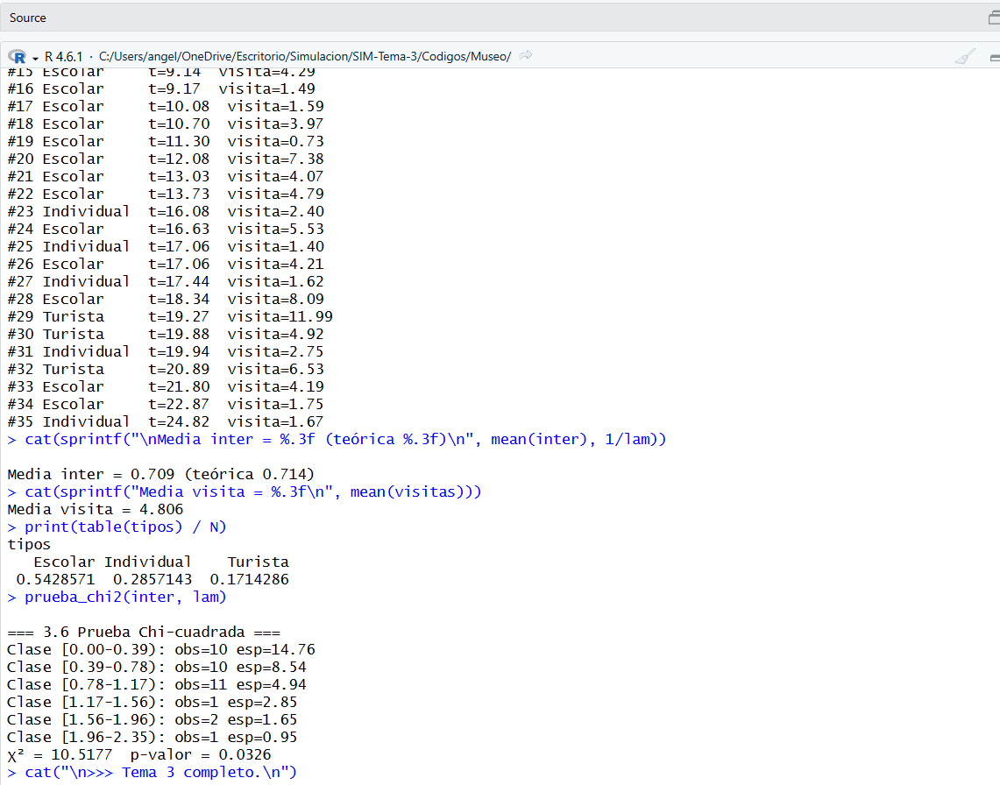 Source
R 4.6.1 · C:/Users/angel/OneDrive/Escritorio/Simulacion/SIM-Tema-3/Codigos/Museo/
#15 Escolar     t=9.14  visita=4.29
#16 Escolar     t=9.17  visita=1.49
#17 Escolar     t=10.08  visita=1.59
#18 Escolar     t=10.70  visita=3.97
#19 Escolar     t=11.30  visita=0.73
#20 Escolar     t=12.08  visita=7.38
#21 Escolar     t=13.03  visita=4.07
#22 Escolar     t=13.73  visita=4.79
#23 Individual  t=16.08  visita=2.40
#24 Escolar     t=16.63  visita=5.53
#25 Individual  t=17.06  visita=1.40
#26 Escolar     t=17.06  visita=4.21
#27 Individual  t=17.44  visita=1.62
#28 Escolar     t=18.34  visita=8.09
#29 Turista     t=19.27  visita=11.99
#30 Turista     t=19.88  visita=4.92
#31 Individual  t=19.94  visita=2.75
#32 Turista     t=20.89  visita=6.53
#33 Escolar     t=21.80  visita=4.19
#34 Escolar     t=22.87  visita=1.75
#35 Individual  t=24.82  visita=1.67
> cat(sprintf("\nMedia inter = %.3f (teórica %.3f)\n", mean(inter), 1/lam))
Media inter = 0.709 (teórica 0.714)
> cat(sprintf("Media visita = %.3f\n", mean(visitas)))
Media visita = 4.806
> print(table(tipos) / N)
tipos
   Escolar Individual    Turista
 0.5428571  0.2857143  0.1714286
> prueba_chi2(inter, lam)
=== 3.6 Prueba Chi-cuadrada ===
Clase [0.00-0.39): obs=10 esp=14.76
Clase [0.39-0.78): obs=10 esp=8.54
Clase [0.78-1.17): obs=11 esp=4.94
Clase [1.17-1.56): obs=1 esp=2.85
Clase [1.56-1.96): obs=2 esp=1.65
Clase [1.96-2.35): obs=1 esp=0.95
χ² = 10.5177  p-valor = 0.0326
> cat("\n>>> Tema 3 completo.\n")